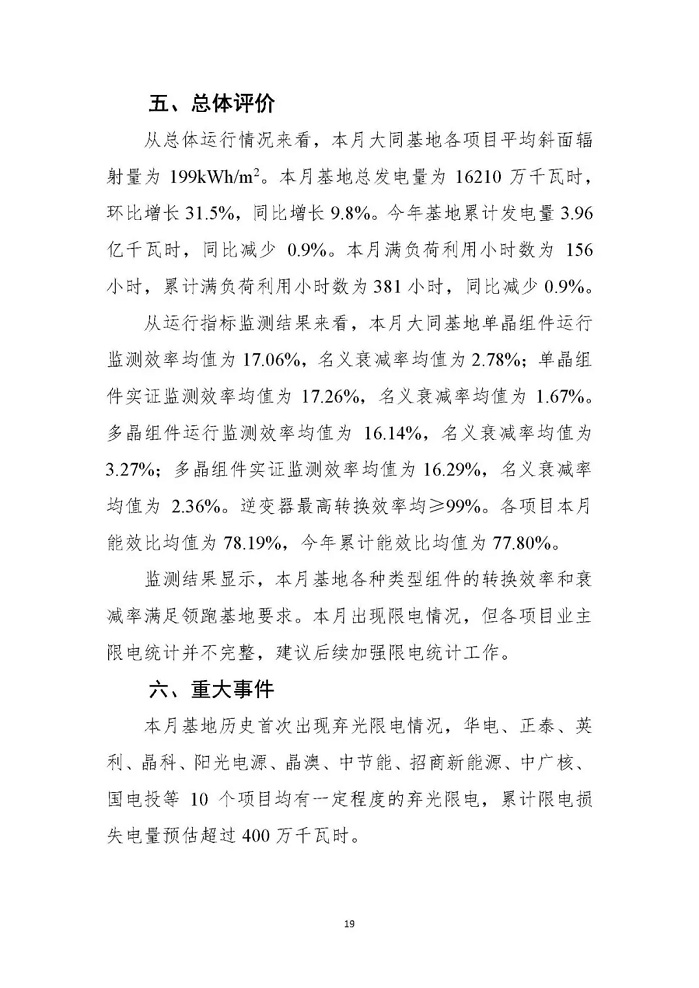 五、总体评价
从总体运行情况来看，本月大同基地各项目平均斜面辐
射量为 199kWh/m²。本月基地总发电量为 16210 万千瓦时，
环比增长 31.5%，同比增长 9.8%。今年基地累计发电量 3.96
亿千瓦时，同比减少 0.9%。本月满负荷利用小时数为 156
小时，累计满负荷利用小时数为 381 小时，同比减少 0.9%。
从运行指标监测结果来看，本月大同基地单晶组件运行
监测效率均值为 17.06%，名义衰减率均值为 2.78%；单晶组
件实证监测效率均值为 17.26%，名义衰减率均值为 1.67%。
多晶组件运行监测效率均值为 16.14%，名义衰减率均值为
3.27%；多晶组件实证监测效率均值为 16.29%，名义衰减率
均值为 2.36%。逆变器最高转换效率均≥99%。各项目本月
能效比均值为 78.19%，今年累计能效比均值为 77.80%。
监测结果显示，本月基地各种类型组件的转换效率和衰
减率满足领跑基地要求。本月出现限电情况，但各项目业主
限电统计并不完整，建议后续加强限电统计工作。
六、重大事件
本月基地历史首次出现弃光限电情况，华电、正泰、英
利、晶科、阳光电源、晶澳、中节能、招商新能源、中广核、
国电投等 10 个项目均有一定程度的弃光限电，累计限电损
失电量预估超过 400 万千瓦时。
19